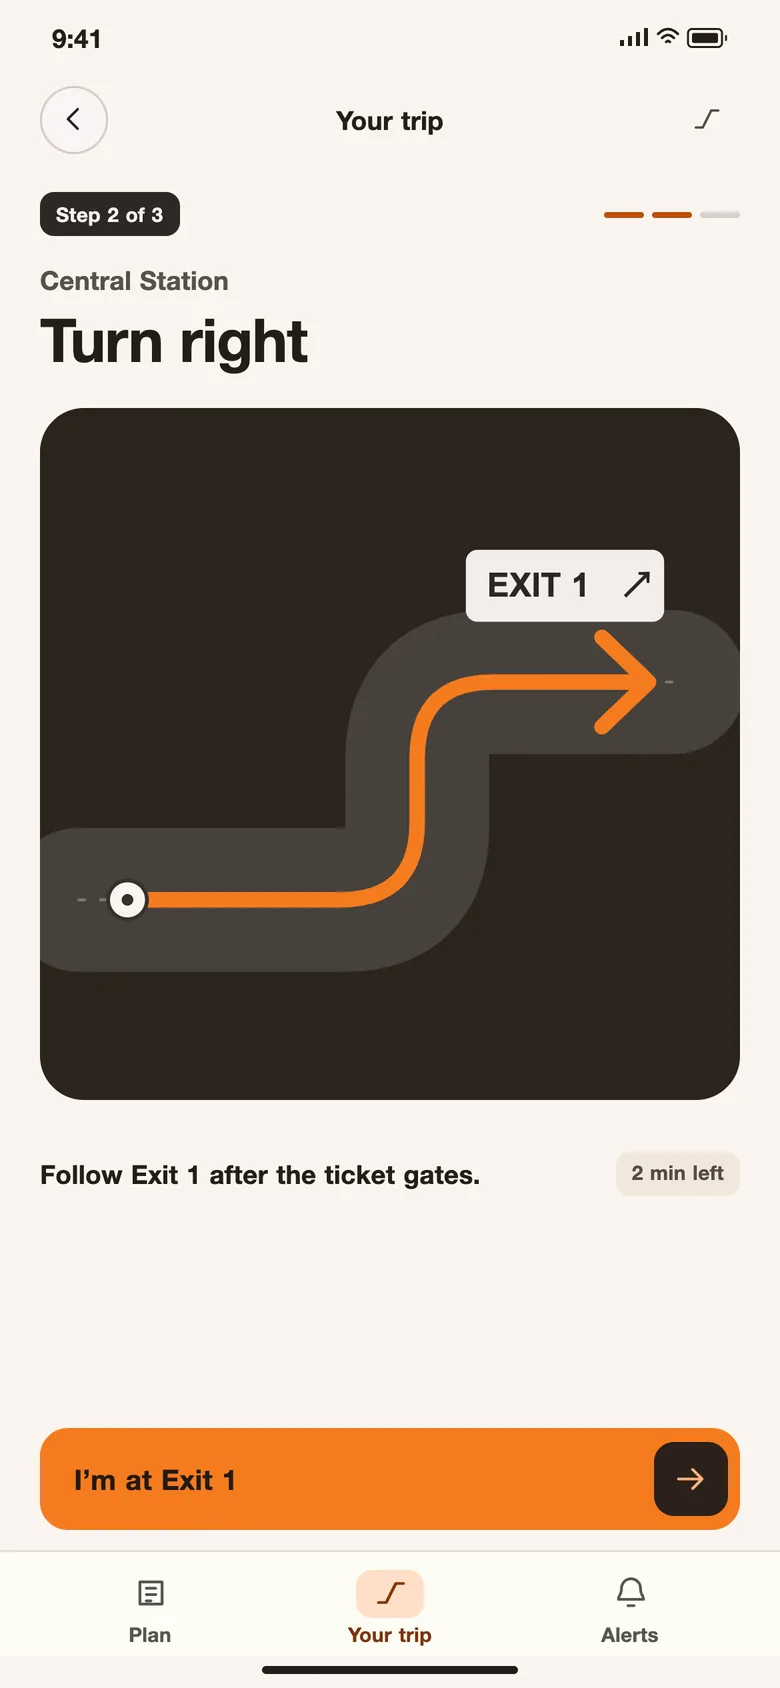 9:41
Your trip
Step 2 of 3
Central Station
Turn right
EXIT 1 ↗
Follow Exit 1 after the ticket gates.
2 min left
I’m at Exit 1
Plan
Your trip
Alerts